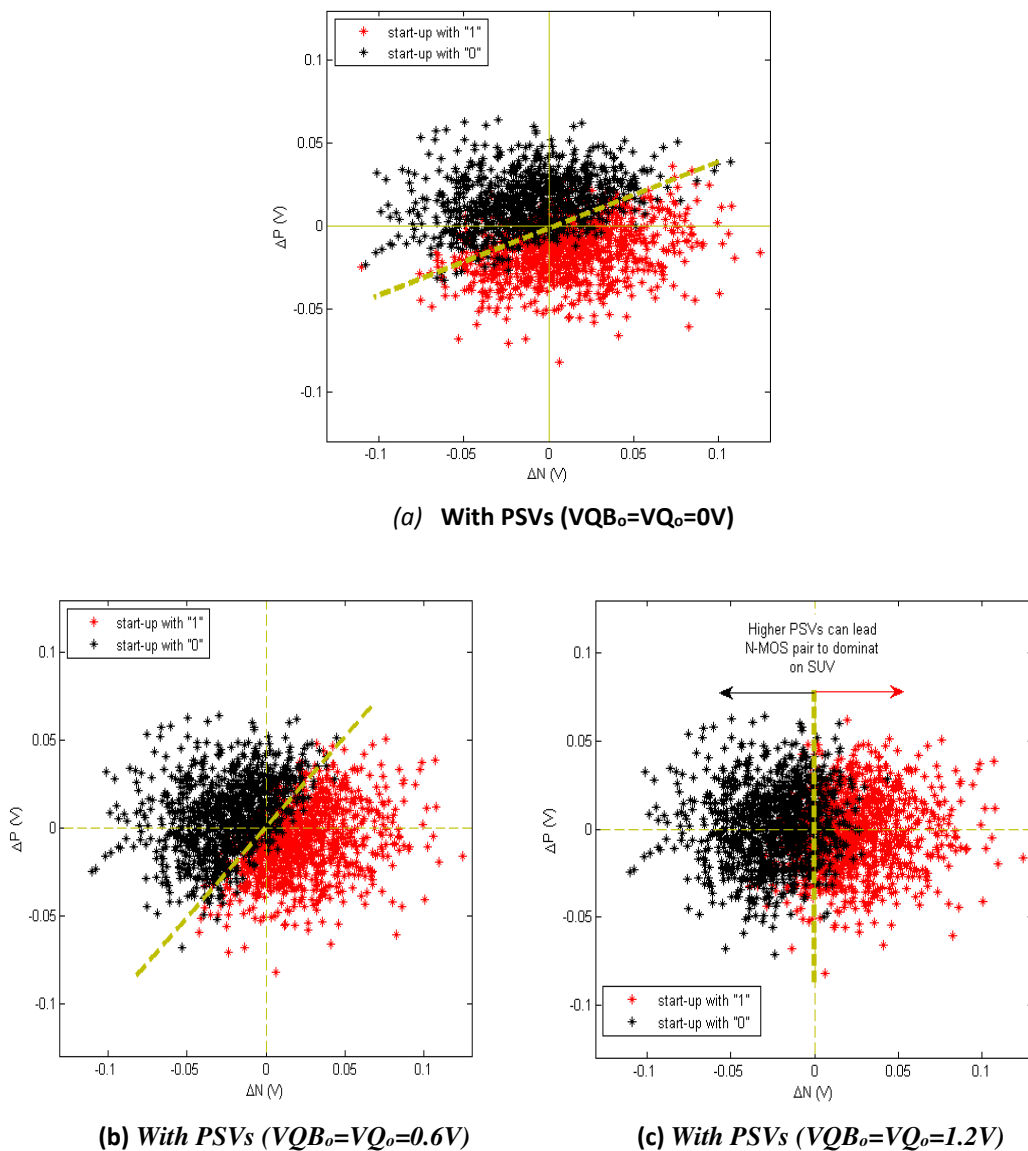 start-up with "1"
start-up with "0"
0.1
0.05
0
-0.05
-0.1
ΔP (V)
-0.1
-0.05
0
0.05
0.1
ΔN (V)
(a) With PSVs (VQBₒ=VQₒ=0V)
start-up with "1"
start-up with "0"
0.1
0.05
0
-0.05
-0.1
ΔP (V)
-0.1
-0.05
0
0.05
0.1
ΔN (V)
(b) With PSVs (VQBₒ=VQₒ=0.6V)
Higher PSVs can lead
N-MOS pair to dominat
on SUV
0.1
0.05
0
-0.05
-0.1
ΔP (V)
start-up with "1"
start-up with "0"
-0.1
-0.05
0
0.05
0.1
ΔN (V)
(c) With PSVs (VQBₒ=VQₒ=1.2V)